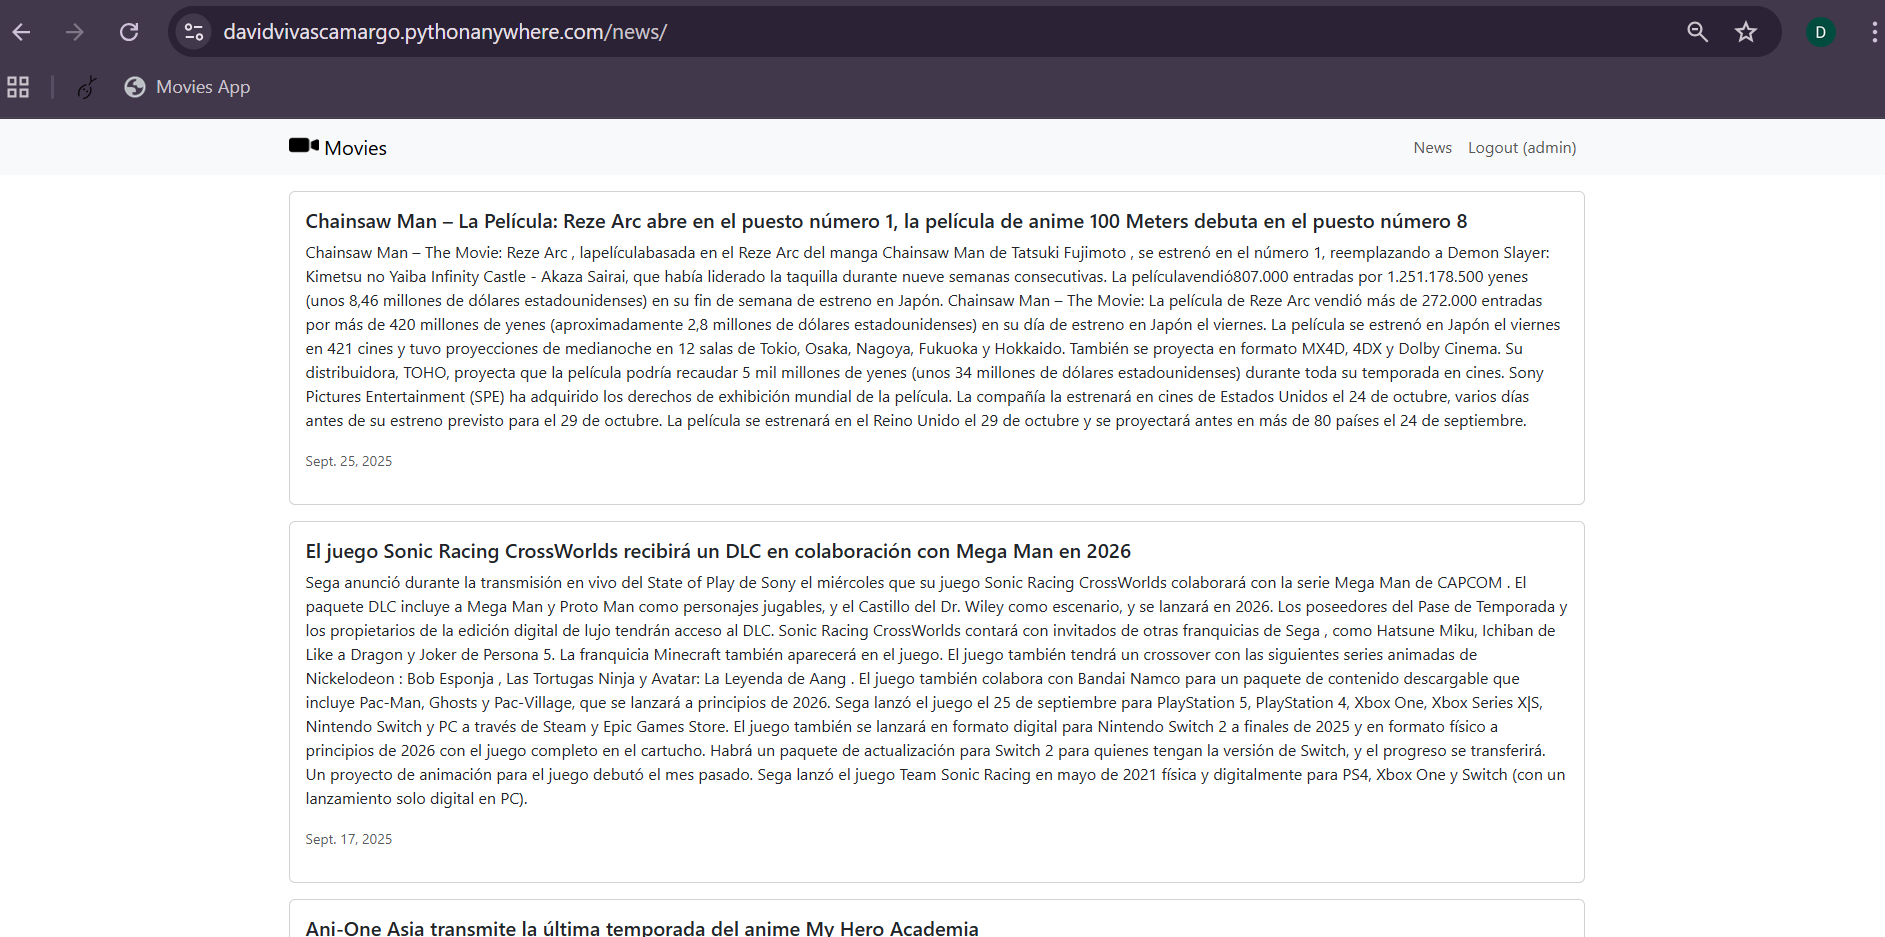 davidvivascamargo.pythonanywhere.com/news/
D
Movies App
Movies
News Logout (admin)
Chainsaw Man – La Película: Reze Arc abre en el puesto número 1, la película de anime 100 Meters debuta en el puesto número 8
Chainsaw Man – The Movie: Reze Arc , lapelículabasada en el Reze Arc del manga Chainsaw Man de Tatsuki Fujimoto , se estrenó en el número 1, reemplazando a Demon Slayer:
Kimetsu no Yaiba Infinity Castle - Akaza Sairai, que había liderado la taquilla durante nueve semanas consecutivas. La películavendió807.000 entradas por 1.251.178.500 yenes
(unos 8,46 millones de dólares estadounidenses) en su fin de semana de estreno en Japón. Chainsaw Man – The Movie: La película de Reze Arc vendió más de 272.000 entradas
por más de 420 millones de yenes (aproximadamente 2,8 millones de dólares estadounidenses) en su día de estreno en Japón el viernes. La película se estrenó en Japón el viernes
en 421 cines y tuvo proyecciones de medianoche en 12 salas de Tokio, Osaka, Nagoya, Fukuoka y Hokkaido. También se proyecta en formato MX4D, 4DX y Dolby Cinema. Su
distribuidora, TOHO, proyecta que la película podría recaudar 5 mil millones de yenes (unos 34 millones de dólares estadounidenses) durante toda su temporada en cines. Sony
Pictures Entertainment (SPE) ha adquirido los derechos de exhibición mundial de la película. La compañía la estrenará en cines de Estados Unidos el 24 de octubre, varios días
antes de su estreno previsto para el 29 de octubre. La película se estrenará en el Reino Unido el 29 de octubre y se proyectará antes en más de 80 países el 24 de septiembre.
Sept. 25, 2025
El juego Sonic Racing CrossWorlds recibirá un DLC en colaboración con Mega Man en 2026
Sega anunció durante la transmisión en vivo del State of Play de Sony el miércoles que su juego Sonic Racing CrossWorlds colaborará con la serie Mega Man de CAPCOM . El
paquete DLC incluye a Mega Man y Proto Man como personajes jugables, y el Castillo del Dr. Wiley como escenario, y se lanzará en 2026. Los poseedores del Pase de Temporada y
los propietarios de la edición digital de lujo tendrán acceso al DLC. Sonic Racing CrossWorlds contará con invitados de otras franquicias de Sega , como Hatsune Miku, Ichiban de
Like a Dragon y Joker de Persona 5. La franquicia Minecraft también aparecerá en el juego. El juego también tendrá un crossover con las siguientes series animadas de
Nickelodeon : Bob Esponja , Las Tortugas Ninja y Avatar: La Leyenda de Aang . El juego también colabora con Bandai Namco para un paquete de contenido descargable que
incluye Pac-Man, Ghosts y Pac-Village, que se lanzará a principios de 2026. Sega lanzó el juego el 25 de septiembre para PlayStation 5, PlayStation 4, Xbox One, Xbox Series X|S,
Nintendo Switch y PC a través de Steam y Epic Games Store. El juego también se lanzará en formato digital para Nintendo Switch 2 a finales de 2025 y en formato físico a
principios de 2026 con el juego completo en el cartucho. Habrá un paquete de actualización para Switch 2 para quienes tengan la versión de Switch, y el progreso se transferirá.
Un proyecto de animación para el juego debutó el mes pasado. Sega lanzó el juego Team Sonic Racing en mayo de 2021 física y digitalmente para PS4, Xbox One y Switch (con un
lanzamiento solo digital en PC).
Sept. 17, 2025
Ani-One Asia transmite la última temporada del anime My Hero Academia